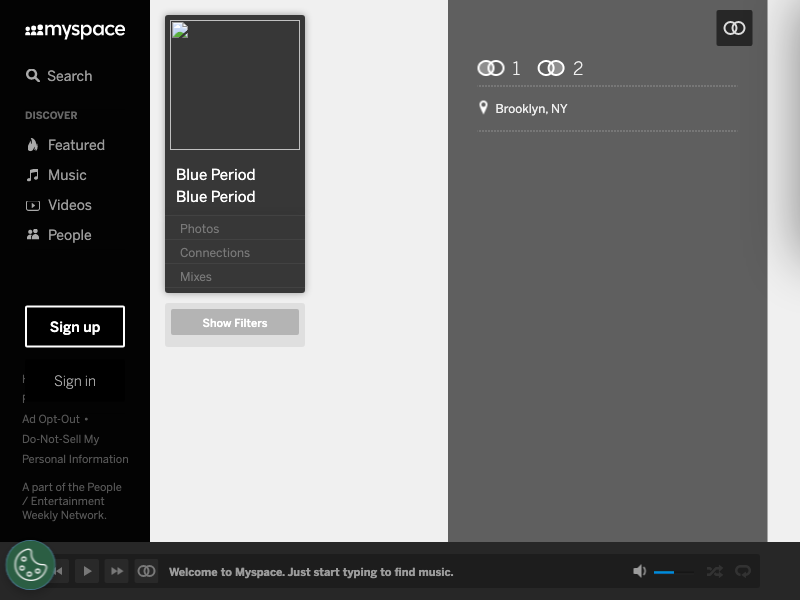 myspace
Search
DISCOVER
Featured
Music
Videos
People
Sign up
Sign in
Ad Opt-Out •
Do-Not-Sell My
Personal Information
A part of the People
/ Entertainment
Weekly Network.
Blue Period
Blue Period
Photos
Connections
Mixes
Show Filters
1 2
Brooklyn, NY
Welcome to Myspace. Just start typing to find music.